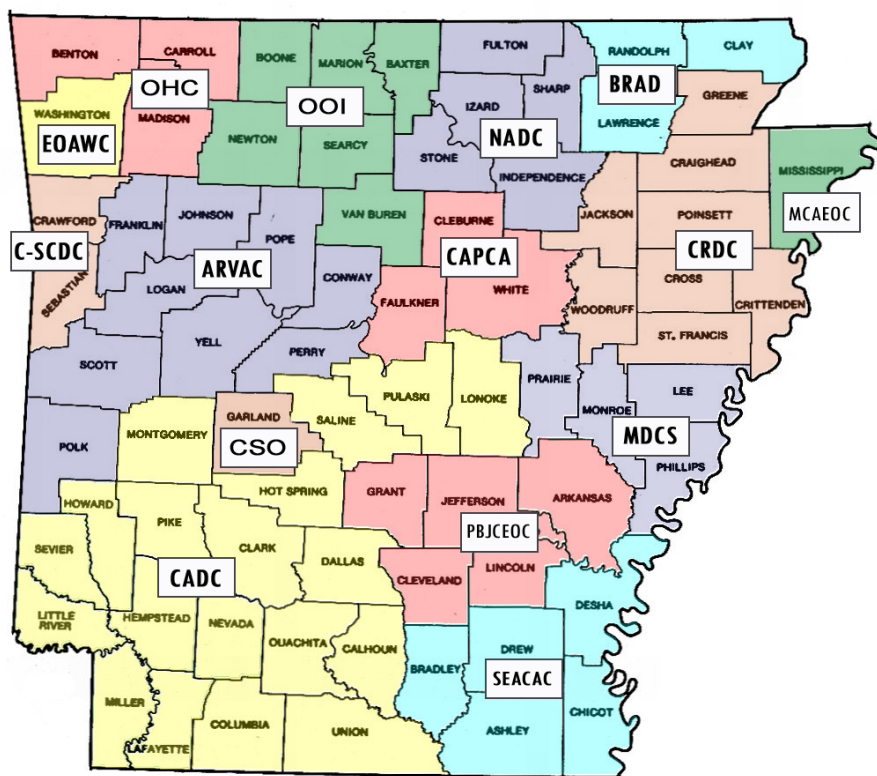 BENTON
CARROLL
BOONE
MARION
BAXTER
FULTON
RANDOLPH
CLAY
SHARP
OHC
BRAD
GREENE
WASHINGTON
MADISON
OOI
IZARD
LAWRENCE
EOAWC
NEWTON
SEARCY
NADC
STONE
CRAIGHEAD
MISSISSIPPI
INDEPENDENCE
CRAWFORD
FRANKLIN
JOHNSON
VAN BUREN
CLEBURNE
JACKSON
POINSETT
MCAEOC
POPE
C-SCDC
ARVAC
CAPCA
CRDC
SEBASTIAN
LOGAN
CONWAY
FAULKNER
WHITE
CROSS
CRITTENDEN
WOODRUFF
ST. FRANCIS
YELL
PERRY
SCOTT
PULASKI
LONOKE
PRAIRIE
LEE
GARLAND
SALINE
MONROE
MONTGOMERY
MDCS
POLK
CSO
PHILLIPS
HOT SPRING
GRANT
JEFFERSON
ARKANSAS
HOWARD
PIKE
PBJCEOC
SEVIER
CLARK
DALLAS
CLEVELAND
LINCOLN
CADC
LITTLE
RIVER
HEMPSTEAD
NEVADA
DESHA
OUACHITA
CALHOUN
BRADLEY
DREW
SEACAC
MILLER
CHICOT
COLUMBIA
UNION
ASHLEY
LAFAYETTE